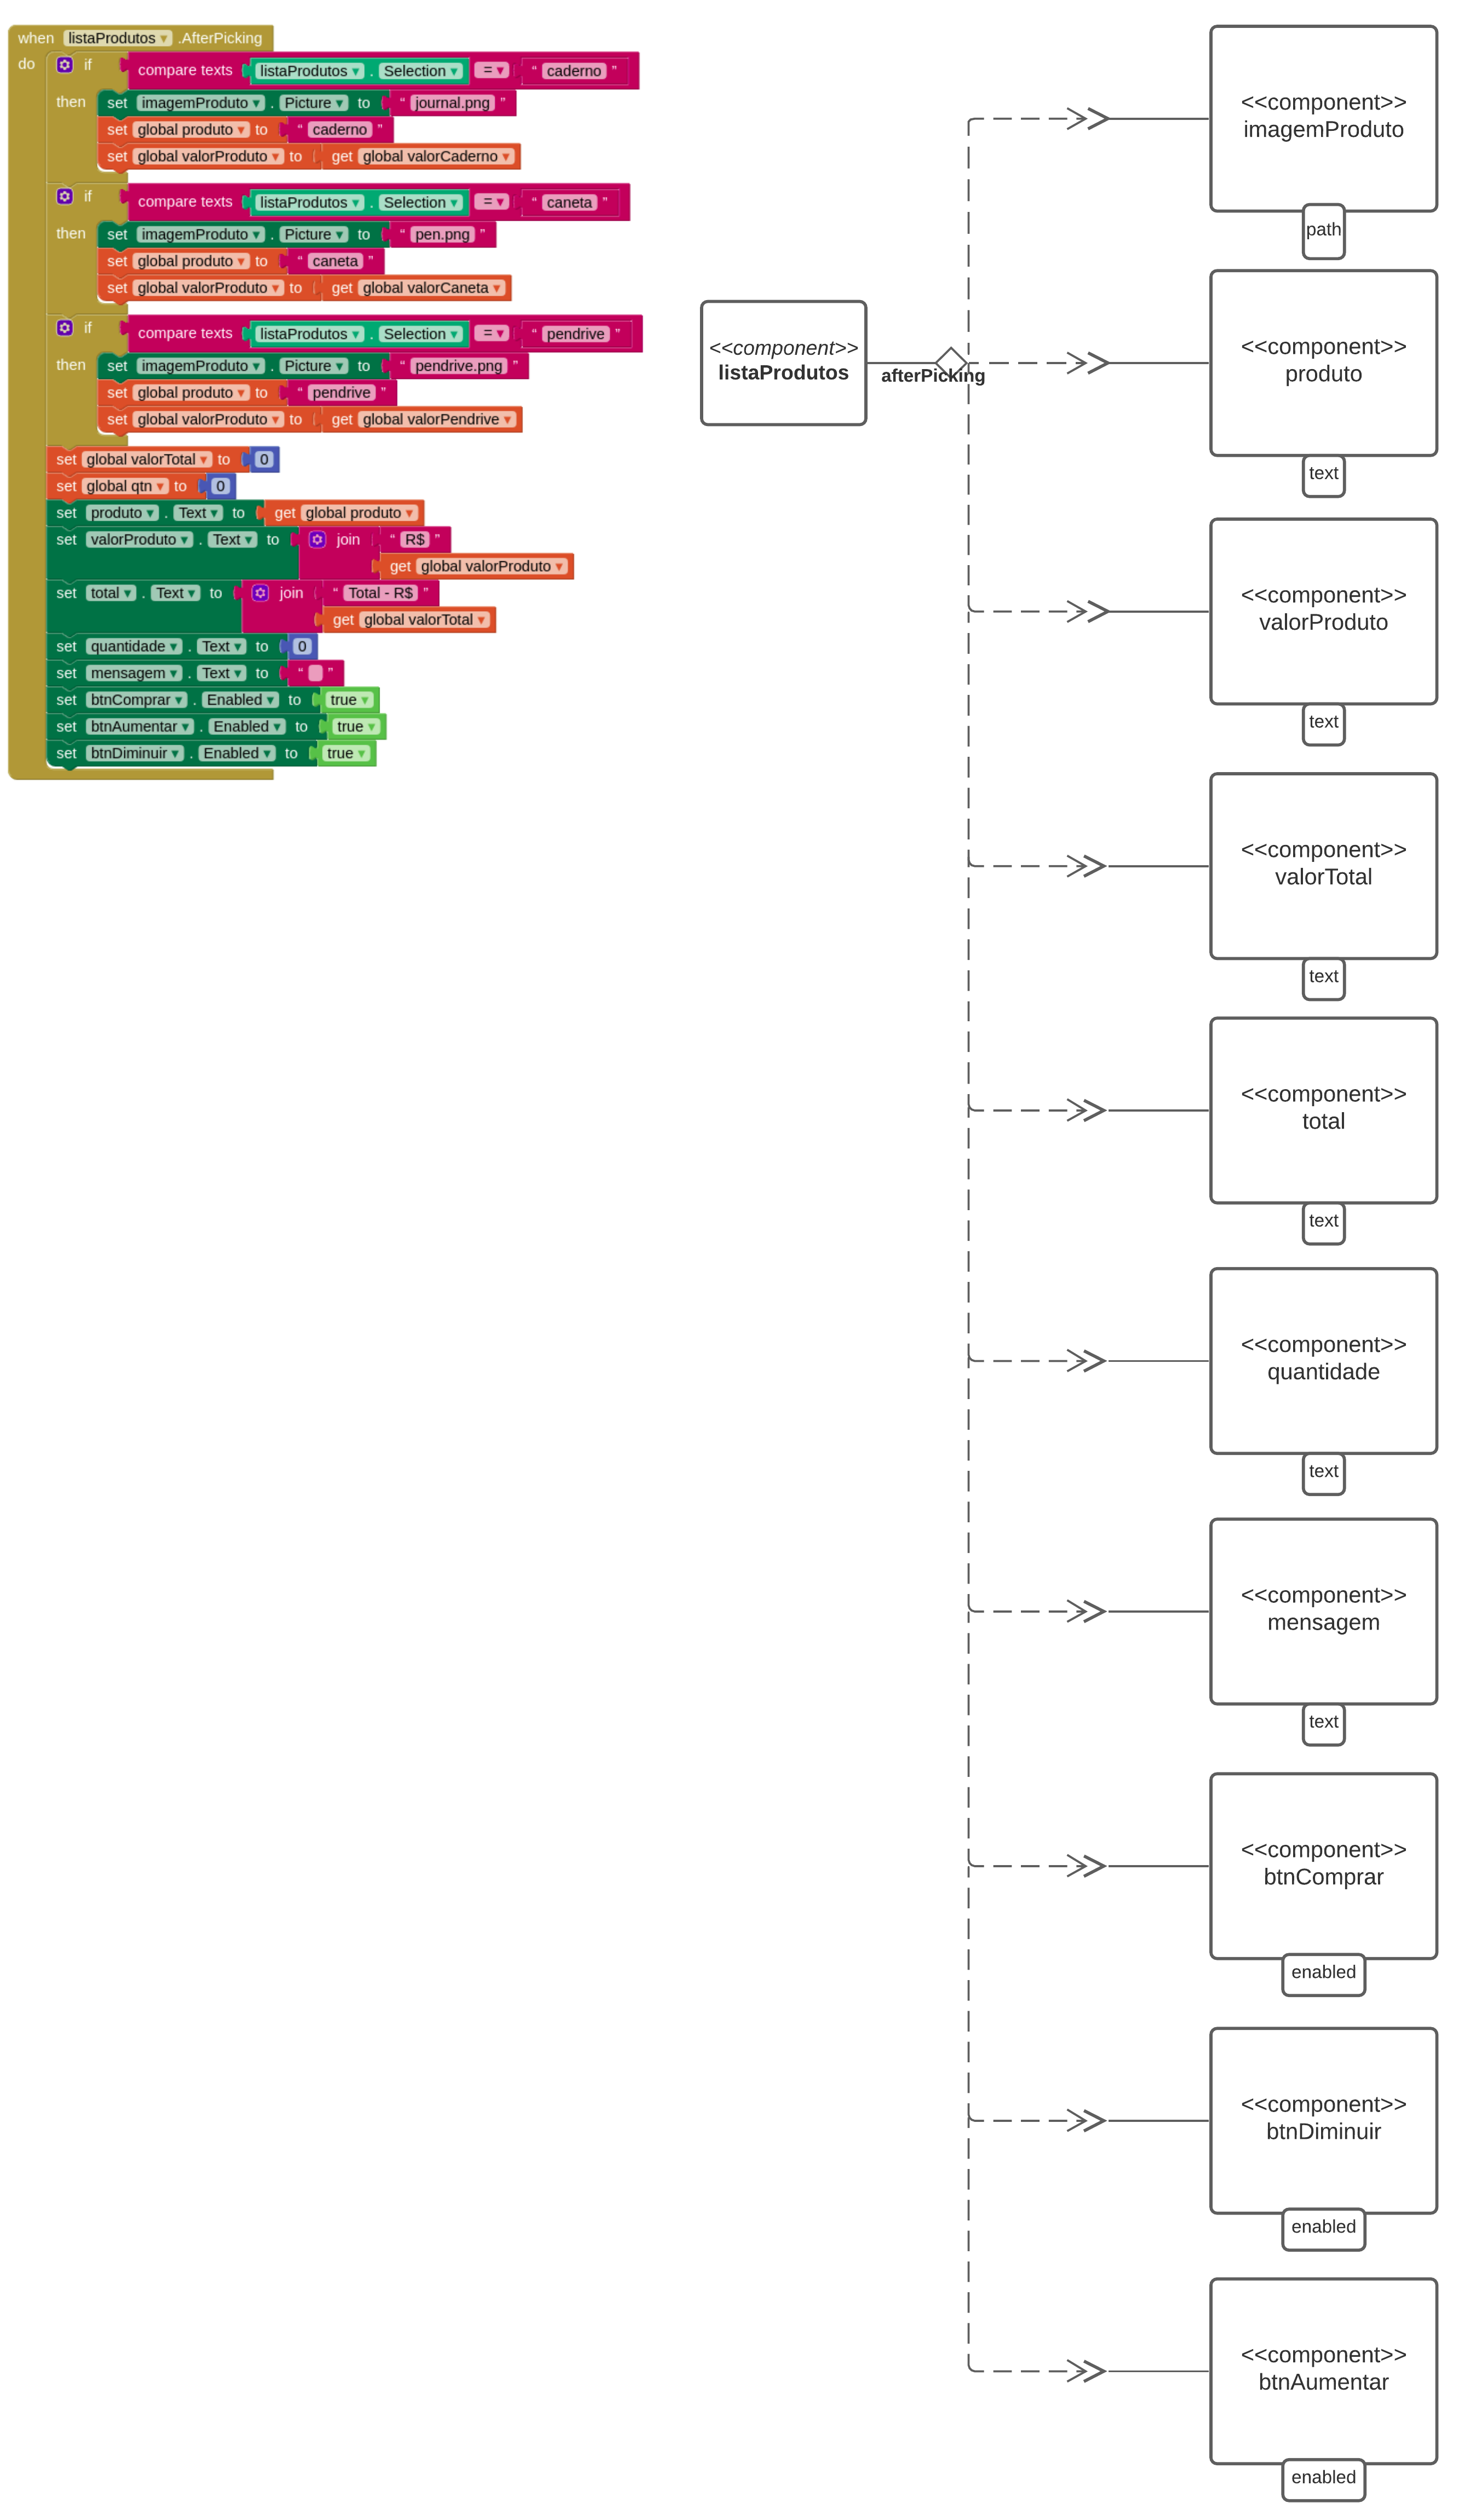 when listaProdutos .AfterPicking
do if compare texts listaProdutos . Selection = “ caderno ”
then set imagemProduto . Picture to “ journal.png ”
set global produto to “ caderno ”
set global valorProduto to get global valorCaderno
if compare texts listaProdutos . Selection = “ caneta ”
then set imagemProduto . Picture to “ pen.png ”
set global produto to “ caneta ”
set global valorProduto to get global valorCaneta
if compare texts listaProdutos . Selection = “ pendrive ”
then set imagemProduto . Picture to “ pendrive.png ”
set global produto to “ pendrive ”
set global valorProduto to get global valorPendrive
set global valorTotal to 0
set global qtn to 0
set produto . Text to get global produto
set valorProduto . Text to join “ R$ ”
get global valorProduto
set total . Text to join “ Total - R$ ”
get global valorTotal
set quantidade . Text to 0
set mensagem . Text to “ ”
set btnComprar . Enabled to true
set btnAumentar . Enabled to true
set btnDiminuir . Enabled to true
<<component>>
listaProdutos
afterPicking
<<component>>
imagemProduto
path
<<component>>
produto
text
<<component>>
valorProduto
text
<<component>>
valorTotal
text
<<component>>
total
text
<<component>>
quantidade
text
<<component>>
mensagem
text
<<component>>
btnComprar
enabled
<<component>>
btnDiminuir
enabled
<<component>>
btnAumentar
enabled